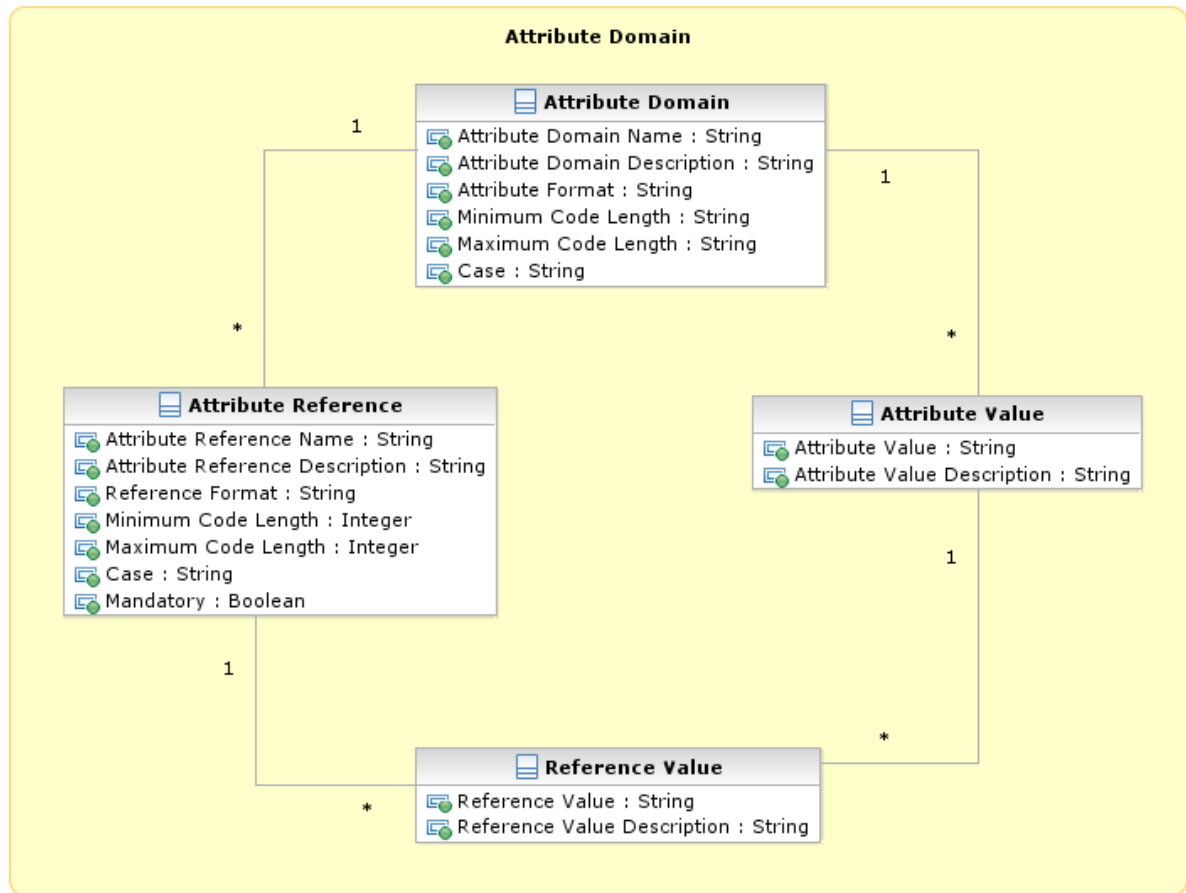 Attribute Domain
Attribute Domain
Attribute Domain Name : String
Attribute Domain Description : String
Attribute Format : String
Minimum Code Length : String
Maximum Code Length : String
Case : String
1
1
*
*
Attribute Reference
Attribute Reference Name : String
Attribute Reference Description : String
Reference Format : String
Minimum Code Length : Integer
Maximum Code Length : Integer
Case : String
Mandatory : Boolean
Attribute Value
Attribute Value : String
Attribute Value Description : String
1
1
*
*
Reference Value
Reference Value : String
Reference Value Description : String